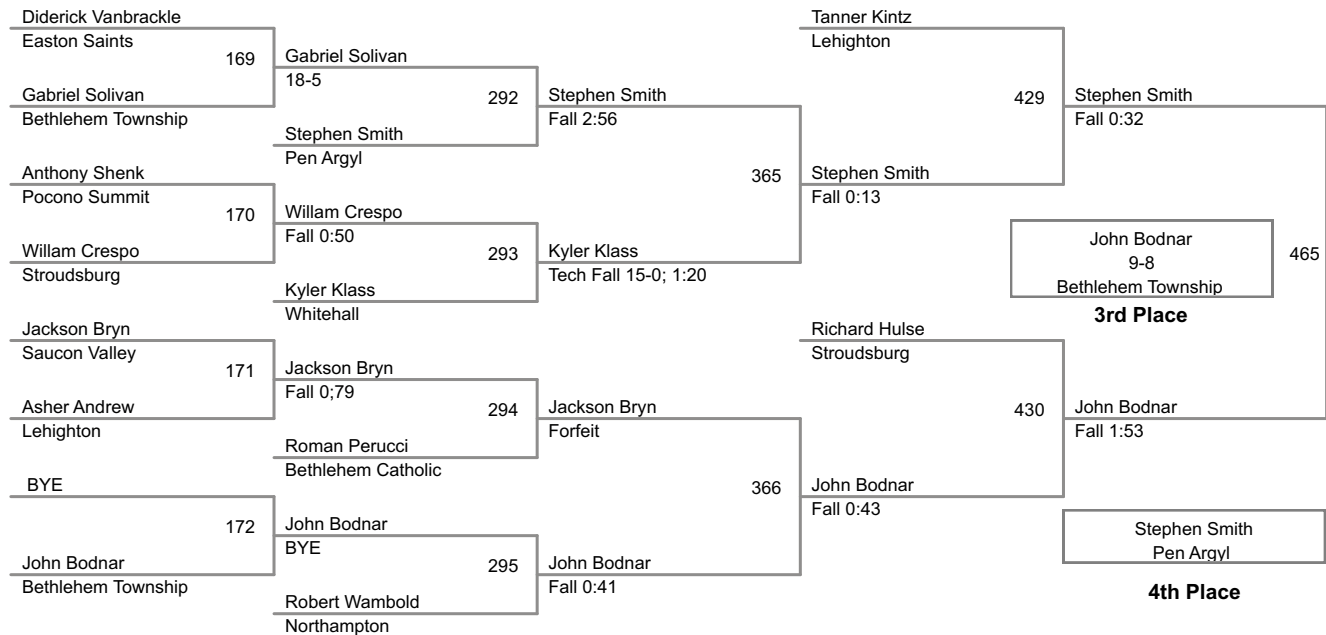 Diderick Vanbrackle
Easton Saints
169
Gabriel Solivan
Bethlehem Township
Anthony Shenk
Pocono Summit
170
Willam Crespo
Stroudsburg
Jackson Bryn
Saucon Valley
171
Asher Andrew
Lehighton
BYE
172
John Bodnar
Bethlehem Township
Gabriel Solivan
18-5
292
Stephen Smith
Pen Argyl
Willam Crespo
Fall 0:50
293
Kyler Klass
Whitehall
Jackson Bryn
Fall 0;79
294
Roman Perucci
Bethlehem Catholic
John Bodnar
BYE
295
Robert Wambold
Northampton
Stephen Smith
Fall 2:56
365
Kyler Klass
Tech Fall 15-0; 1:20
Jackson Bryn
Forfeit
366
John Bodnar
Fall 0:41
Tanner Kintz
Lehighton
429
Stephen Smith
Fall 0:13
Richard Hulse
Stroudsburg
430
John Bodnar
Fall 0:43
Stephen Smith
Fall 0:32
465
John Bodnar
Fall 1:53
John Bodnar
9-8
Bethlehem Township
3rd Place
Stephen Smith
Pen Argyl
4th Place